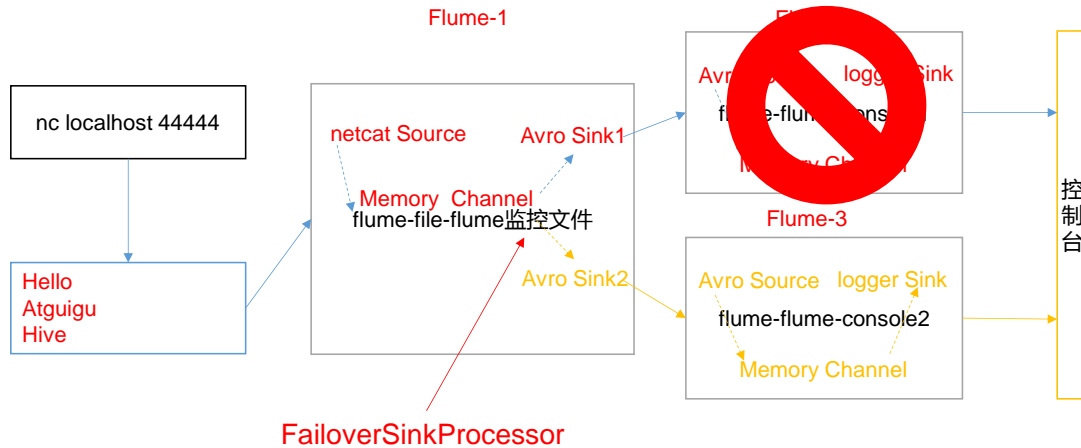 Flume-1
nc localhost 44444
Hello
Atguigu
Hive
netcat Source
Avro Sink1
Memory Channel
flume-file-flume监控文件
Avro Sink2
FailoverSinkProcessor
logger Sink
Flume-3
Avro Source logger Sink
flume-flume-console2
Memory Channel
控
制
台